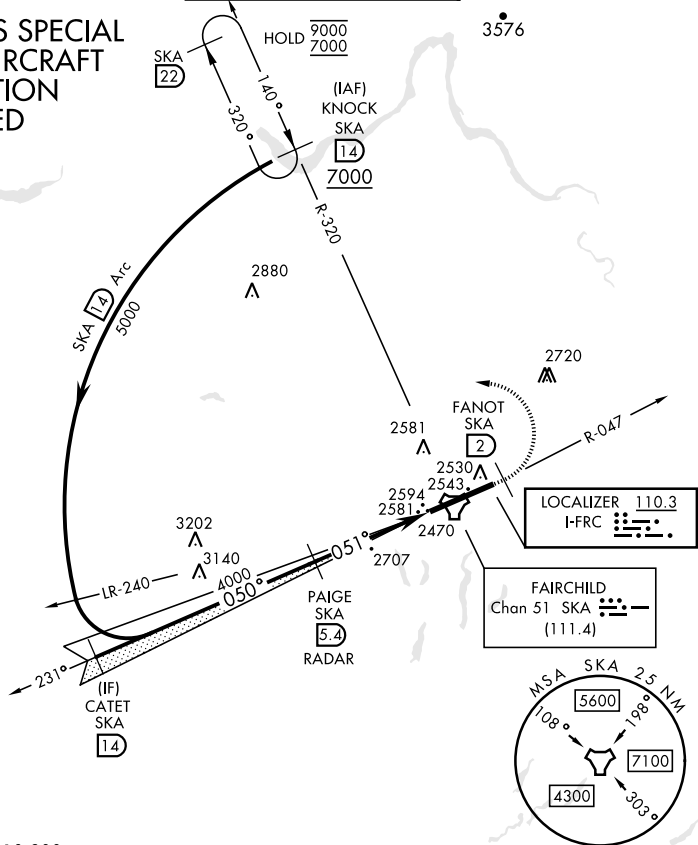 S SPECIAL
RCRAFT
TION
ED
HOLD 9000
7000
3576
SKA
22
320°
140°
(IAF)
KNOCK
SKA
14
7000
R-320
SKA 14 Arc
5000
2880
2720
FANOT
SKA
2
R-047
2581
2530
2543
2594
2581
2470
LOCALIZER 110.3
I-FRC
3202
3140
LR-240
4000
050°
051°
2707
PAIGE
SKA
5.4
RADAR
FAIRCHILD
Chan 51 SKA
(111.4)
231°
(IF)
CATET
SKA
14
MSA SKA 25 NM
5600
108°
198°
7100
4300
303°